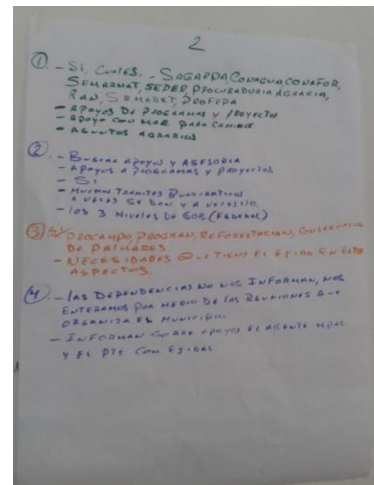 2
① - Si, Cuales. - SAGARPA, CONAGUA, CONAFOR,
SEMARNAT, SEDER, PROCURADURIA AGRARIA,
RAN, SEMADET, PROFEPA
- APOYOS DE PROGRAMAS Y PROYECTOS
- APOYO CON MAQ. PARA CAMINOS
- ASUNTOS AGRARIOS
② - BUSCAR APOYO Y ASESORIA
- APOYOS A PROGRAMAS Y PROYECTOS
- SI
- MUCHOS TRAMITES BUROCRATICOS
A VECES SE DAN Y A VECES NO.
- LOS 3 NIVELES DE GOB (FEDERAL)
③ SI PROCAMPO, PROGRAN, REFORESTACION, CONSERVACION
DE PALMARES.
- NECESIDADES QUE TIENE EL EJIDO EN ESTOS
ASPECTOS.
④ - LAS DEPENDENCIAS NO NOS INFORMAN, NOS
ENTERAMOS POR MEDIO DE LAS REUNIONES QUE
ORGANIZA EL MUNICIPIO.
- INFORMAN SOBRE APOYOS EL AGENTE MPAL
Y EL PTE COM. EJIDAL